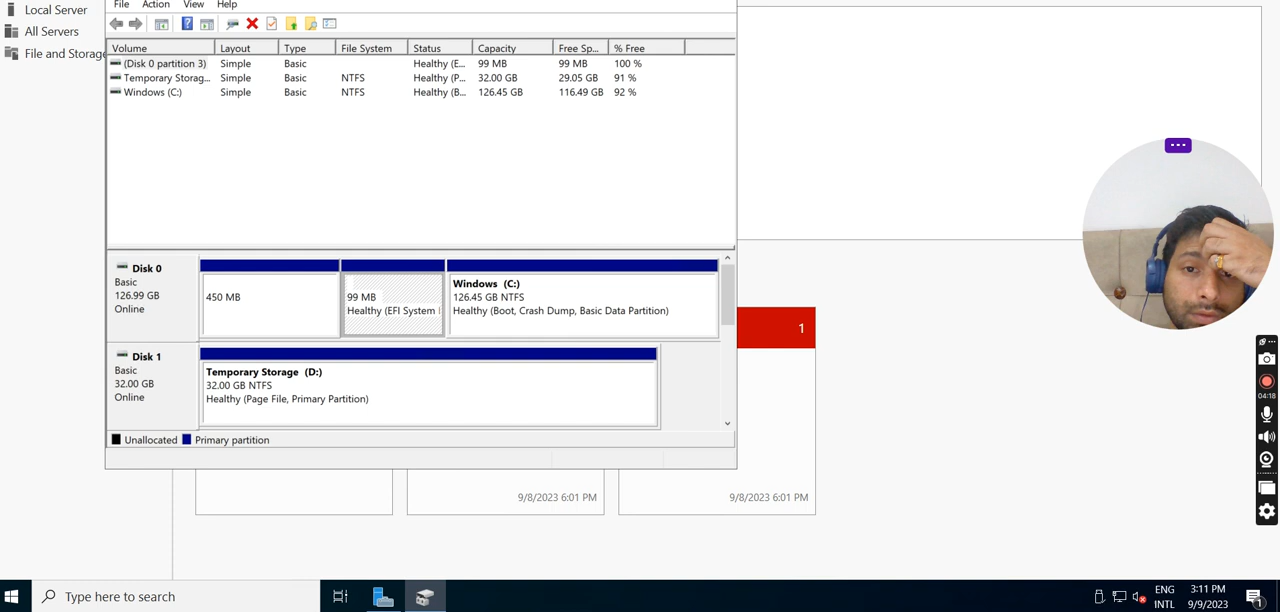 File Action View Help
Local Server
All Servers
File and Storage
Volume Layout Type File System Status Capacity Free Sp... % Free
(Disk 0 partition 3) Simple Basic Healthy (E... 99 MB 99 MB 100 %
Temporary Storag... Simple Basic NTFS Healthy (P... 32.00 GB 29.05 GB 91 %
Windows (C:) Simple Basic NTFS Healthy (B... 126.45 GB 116.49 GB 92 %
Disk 0
Basic
126.99 GB
Online
450 MB
99 MB
Healthy (EFI System
Windows (C:)
126.45 GB NTFS
Healthy (Boot, Crash Dump, Basic Data Partition)
Disk 1
Basic
32.00 GB
Online
Temporary Storage (D:)
32.00 GB NTFS
Healthy (Page File, Primary Partition)
Unallocated Primary partition
1
9/8/2023 6:01 PM
9/8/2023 6:01 PM
04:18
Type here to search
ENG
INTL
3:11 PM
9/9/2023
1